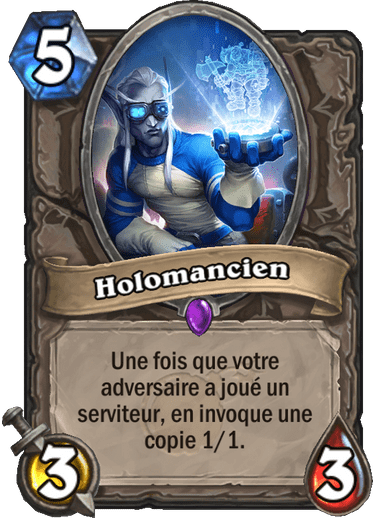 5
Holomancien
Une fois que votre
adversaire a joué un
serviteur, en invoque une
copie 1/1.
3
3